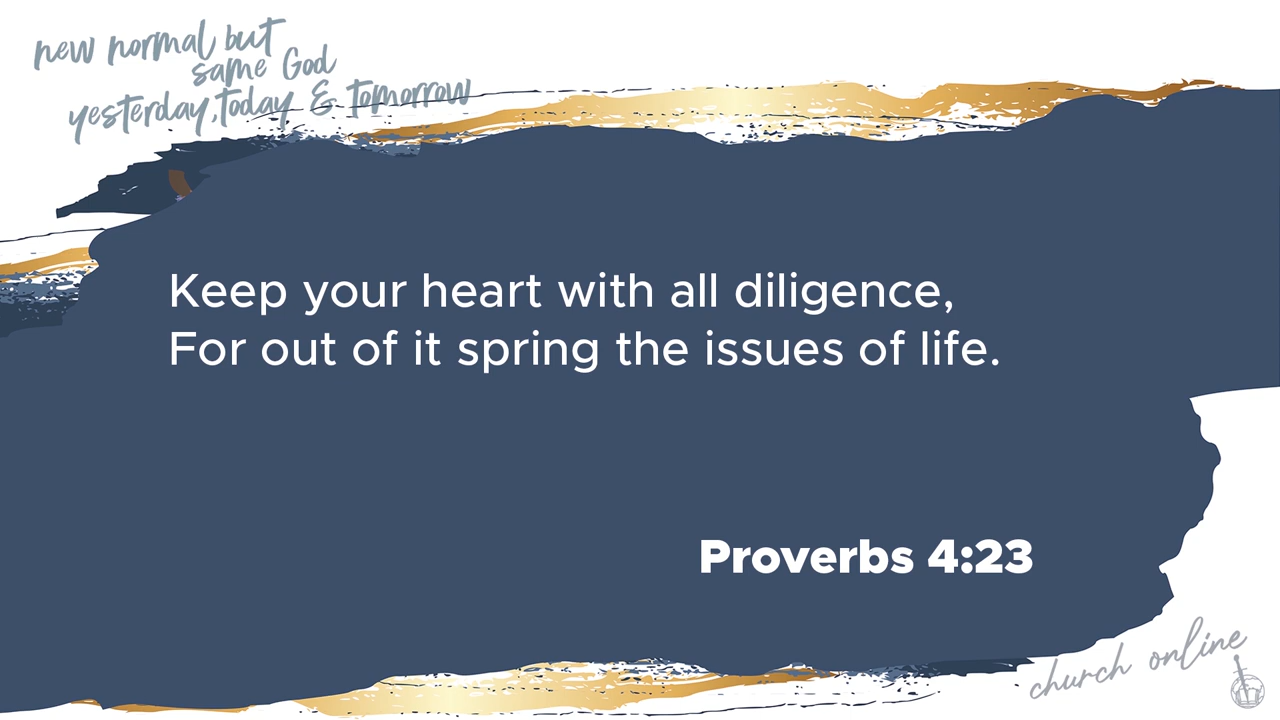 new normal but
same God
yesterday, today & tomorrow
Keep your heart with all diligence,
For out of it spring the issues of life.
Proverbs 4:23
church online